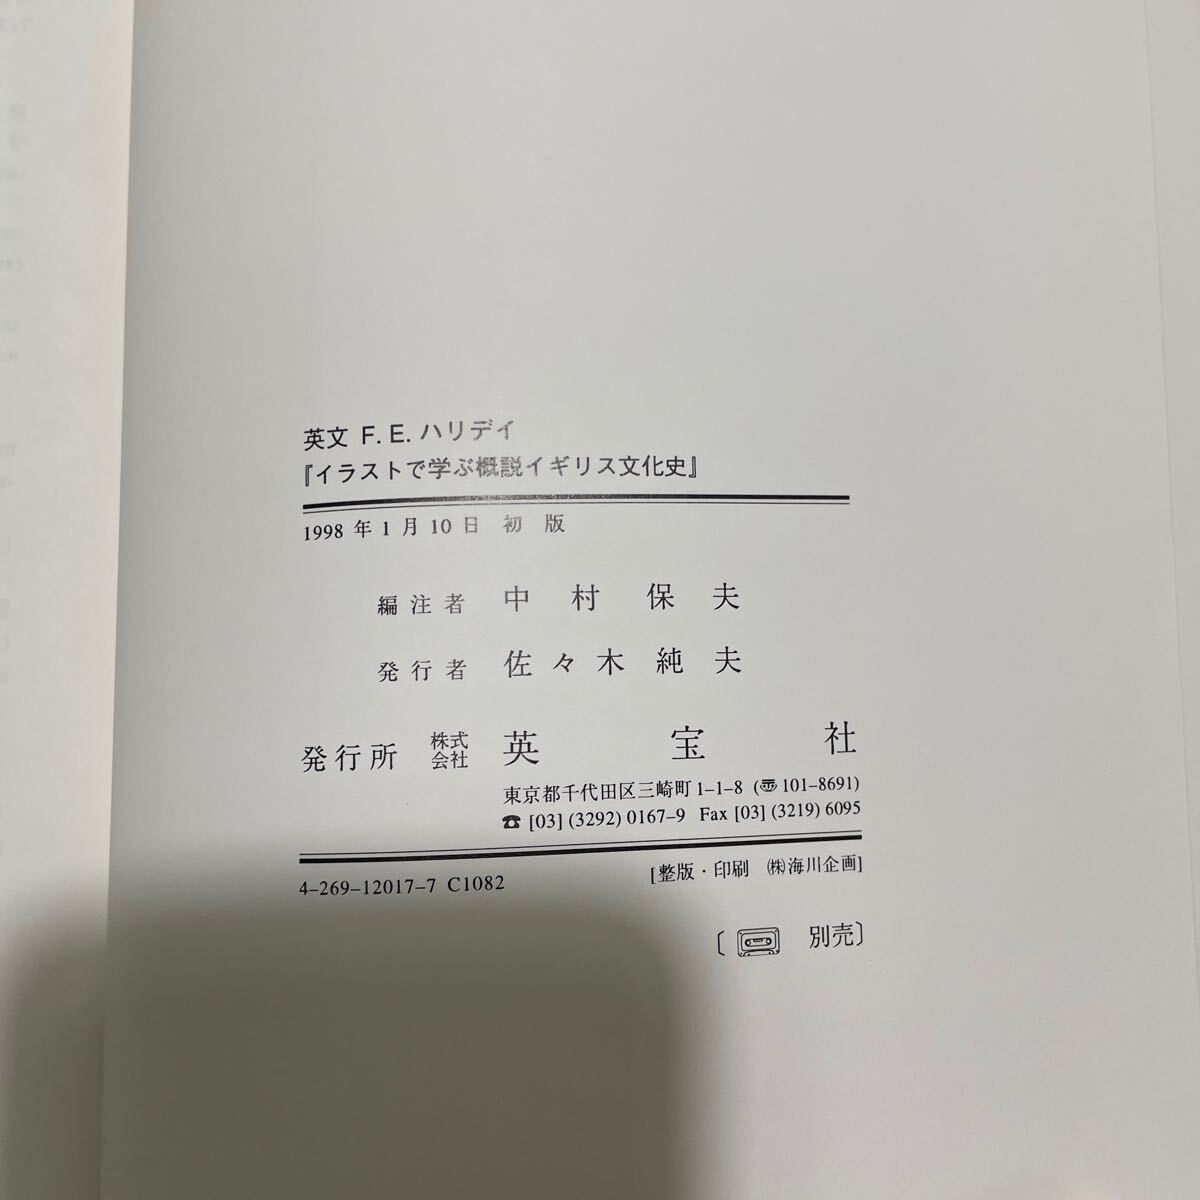 英文 F. E. ハリデイ
『イラストで学ぶ概説イギリス文化史』
1998 年 1 月 10 日 初 版
編注者 中 村 保 夫
発行者 佐々木 純 夫
発行所 株式会社 英 宝 社
東京都千代田区三崎町 1–1–8 (〠 101–8691)
☎ [03] (3292) 0167–9 Fax [03] (3219) 6095
4–269–12017–7 C1082 [整版・印刷 ㈱海川企画]
〔 別売〕